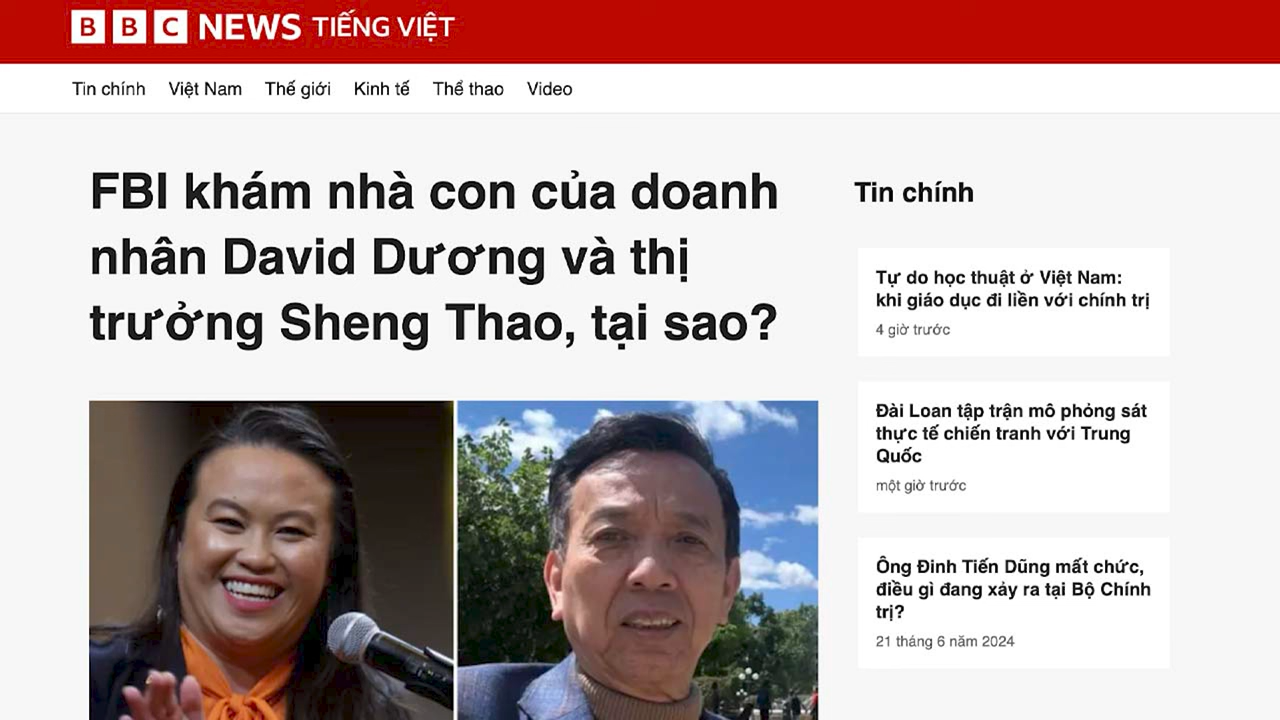 BBC NEWS TIẾNG VIỆT
Tin chính Việt Nam Thế giới Kinh tế Thể thao Video
FBI khám nhà con của doanh
nhân David Dương và thị
trưởng Sheng Thao, tại sao?
Tin chính
Tự do học thuật ở Việt Nam:
khi giáo dục đi liền với chính trị
4 giờ trước
Đài Loan tập trận mô phỏng sát
thực tế chiến tranh với Trung
Quốc
một giờ trước
Ông Đinh Tiến Dũng mất chức,
điều gì đang xảy ra tại Bộ Chính
trị?
21 tháng 6 năm 2024